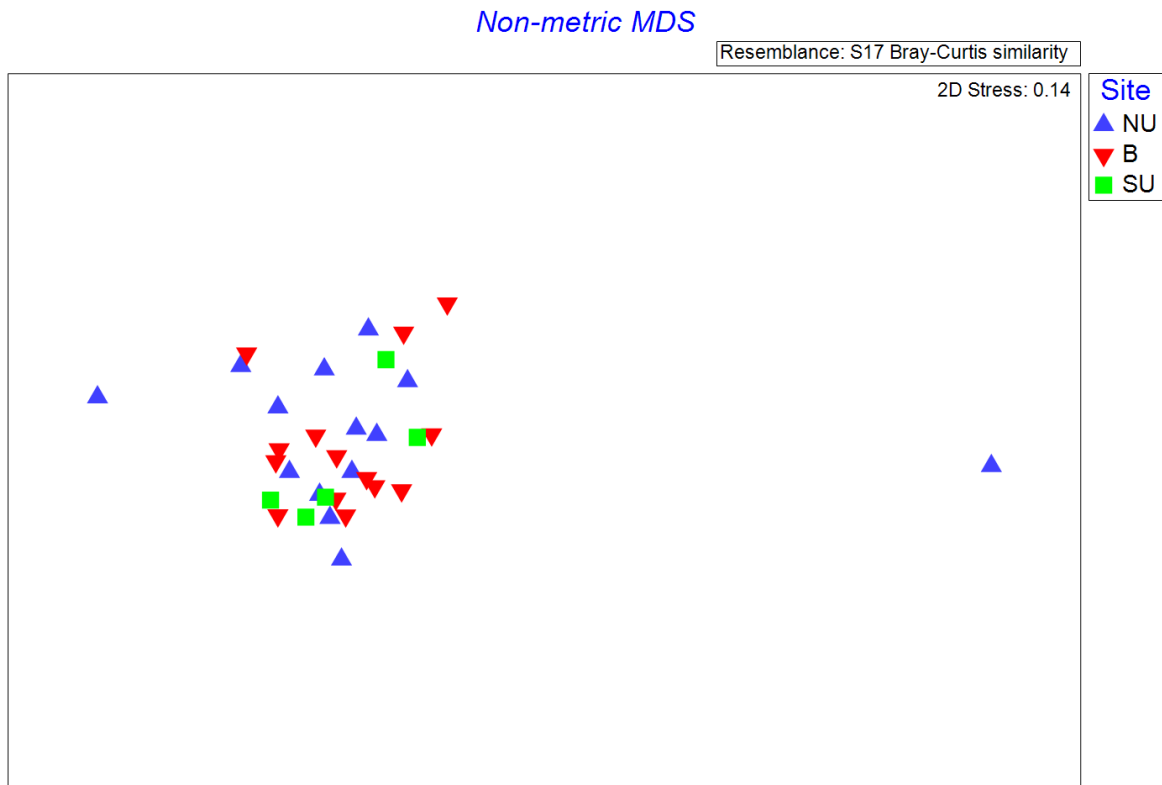 Non-metric MDS
Resemblance: S17 Bray-Curtis similarity
2D Stress: 0.14
Site
NU
B
SU